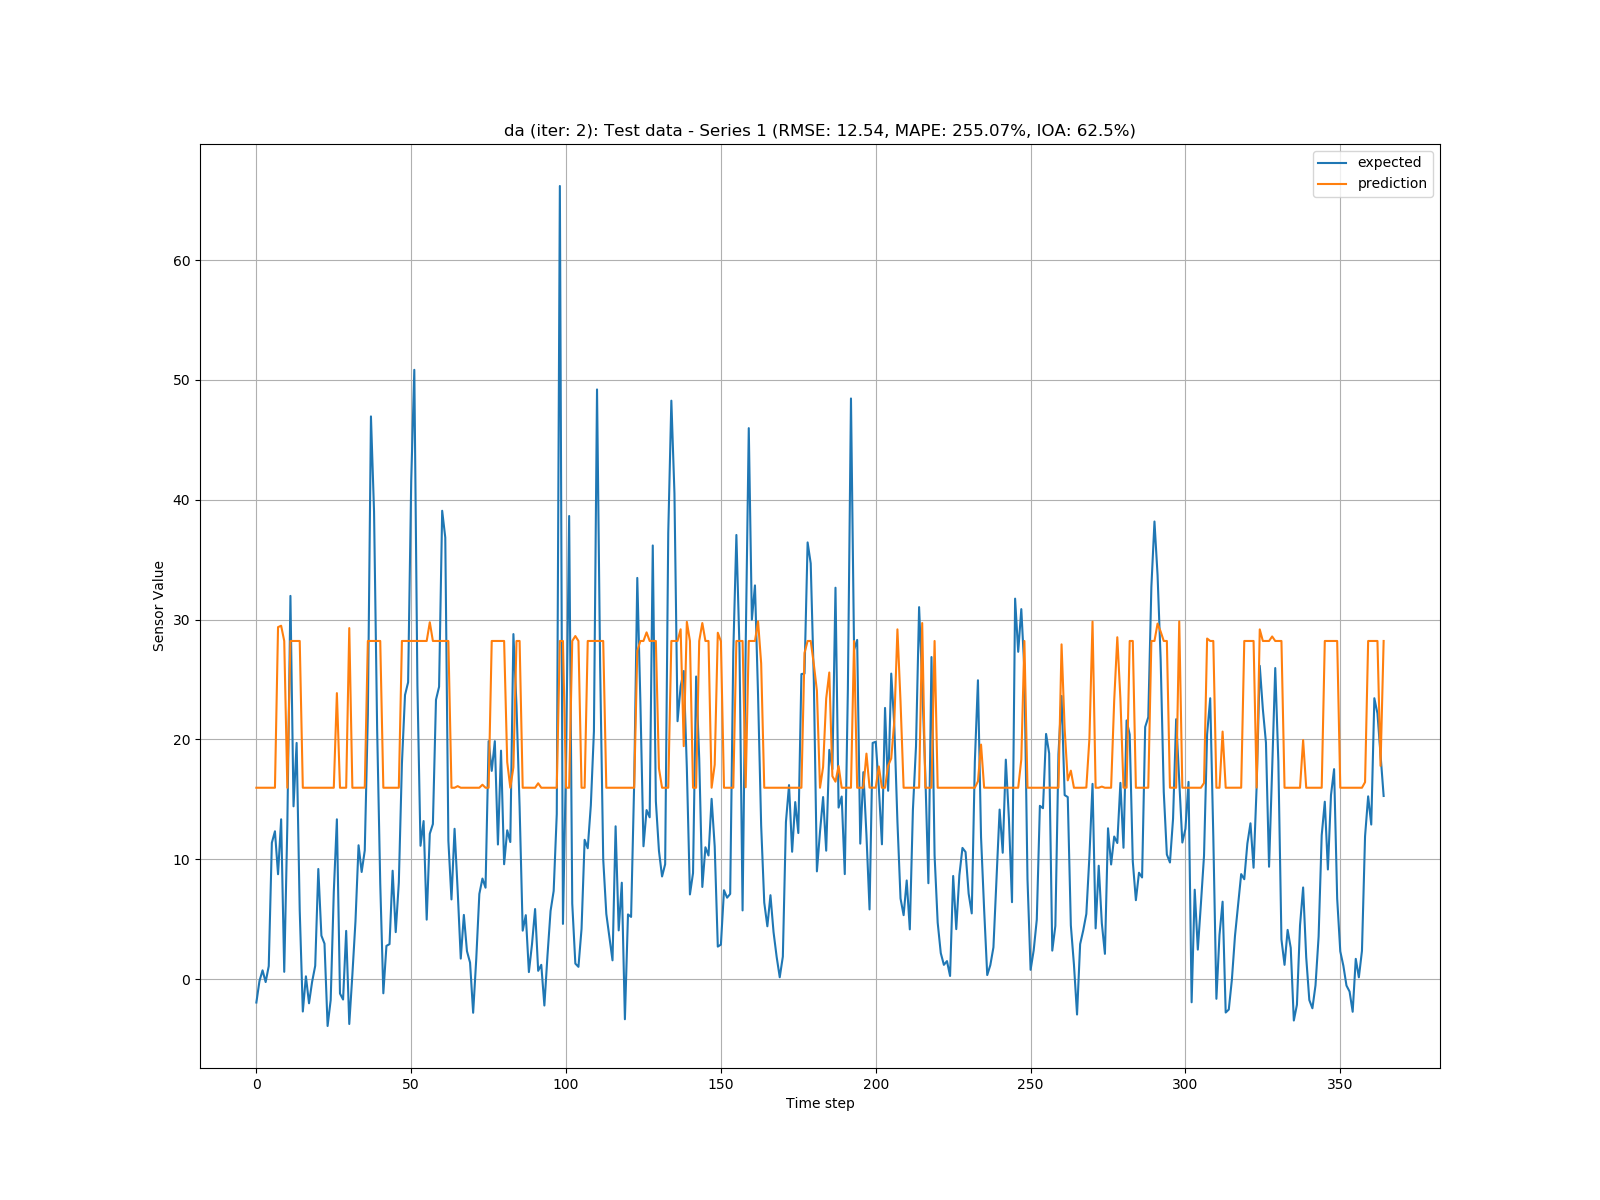 da (iter: 2): Test data - Series 1 (RMSE: 12.54, MAPE: 255.07%, IOA: 62.5%)
expected
prediction
60
50
40
30
20
10
0
Sensor Value
0 50 100 150 200 250 300 350
Time step